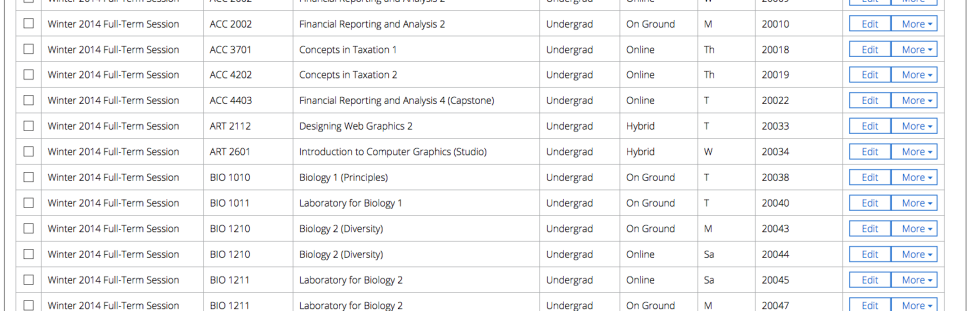 Winter 2014 Full-Term Session ACC 2002 Financial Reporting and Analysis 2 Undergrad On Ground M 20010 Edit More
Winter 2014 Full-Term Session ACC 3701 Concepts in Taxation 1 Undergrad Online Th 20018 Edit More
Winter 2014 Full-Term Session ACC 4202 Concepts in Taxation 2 Undergrad Online Th 20019 Edit More
Winter 2014 Full-Term Session ACC 4403 Financial Reporting and Analysis 4 (Capstone) Undergrad Online T 20022 Edit More
Winter 2014 Full-Term Session ART 2112 Designing Web Graphics 2 Undergrad Hybrid T 20033 Edit More
Winter 2014 Full-Term Session ART 2601 Introduction to Computer Graphics (Studio) Undergrad Hybrid W 20034 Edit More
Winter 2014 Full-Term Session BIO 1010 Biology 1 (Principles) Undergrad On Ground T 20038 Edit More
Winter 2014 Full-Term Session BIO 1011 Laboratory for Biology 1 Undergrad On Ground T 20040 Edit More
Winter 2014 Full-Term Session BIO 1210 Biology 2 (Diversity) Undergrad On Ground M 20043 Edit More
Winter 2014 Full-Term Session BIO 1210 Biology 2 (Diversity) Undergrad Online Sa 20044 Edit More
Winter 2014 Full-Term Session BIO 1211 Laboratory for Biology 2 Undergrad Online Sa 20045 Edit More
Winter 2014 Full-Term Session BIO 1211 Laboratory for Biology 2 Undergrad On Ground M 20047 Edit More